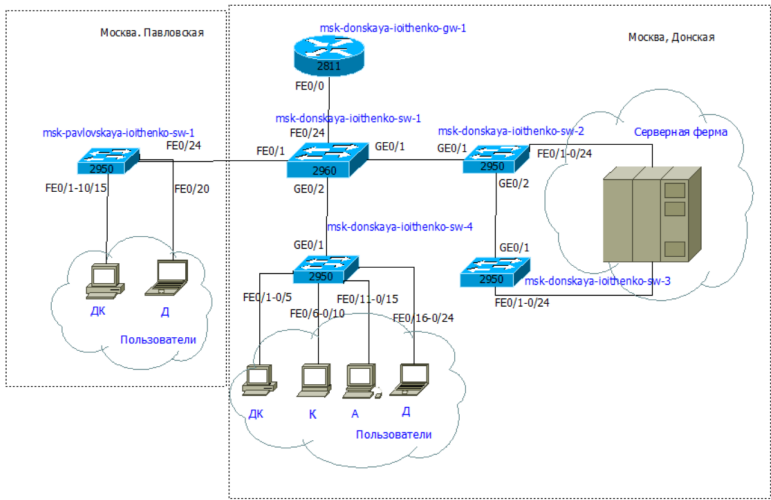 Москва. Павловская
msk-donskaya-ioithenko-gw-1
Москва, Донская
2811
FE0/0
msk-donskaya-ioithenko-sw-1
FE0/24
msk-pavlovskaya-ioithenko-sw-1
FE0/24
2950
FE0/1
2960
GE0/1
msk-donskaya-ioithenko-sw-2
GE0/1
2950
FE0/1-0/24
Серверная ферма
FE0/1-10/15
FE0/20
GE0/2
GE0/2
msk-donskaya-ioithenko-sw-4
GE0/1
2950
GE0/1
2950
msk-donskaya-ioithenko-sw-3
FE0/1-0/24
FE0/1-0/5
FE0/6-0/10
FE0/11-0/15
FE0/16-0/24
ДК
Д
Пользователи
ДК
К
А
Д
Пользователи